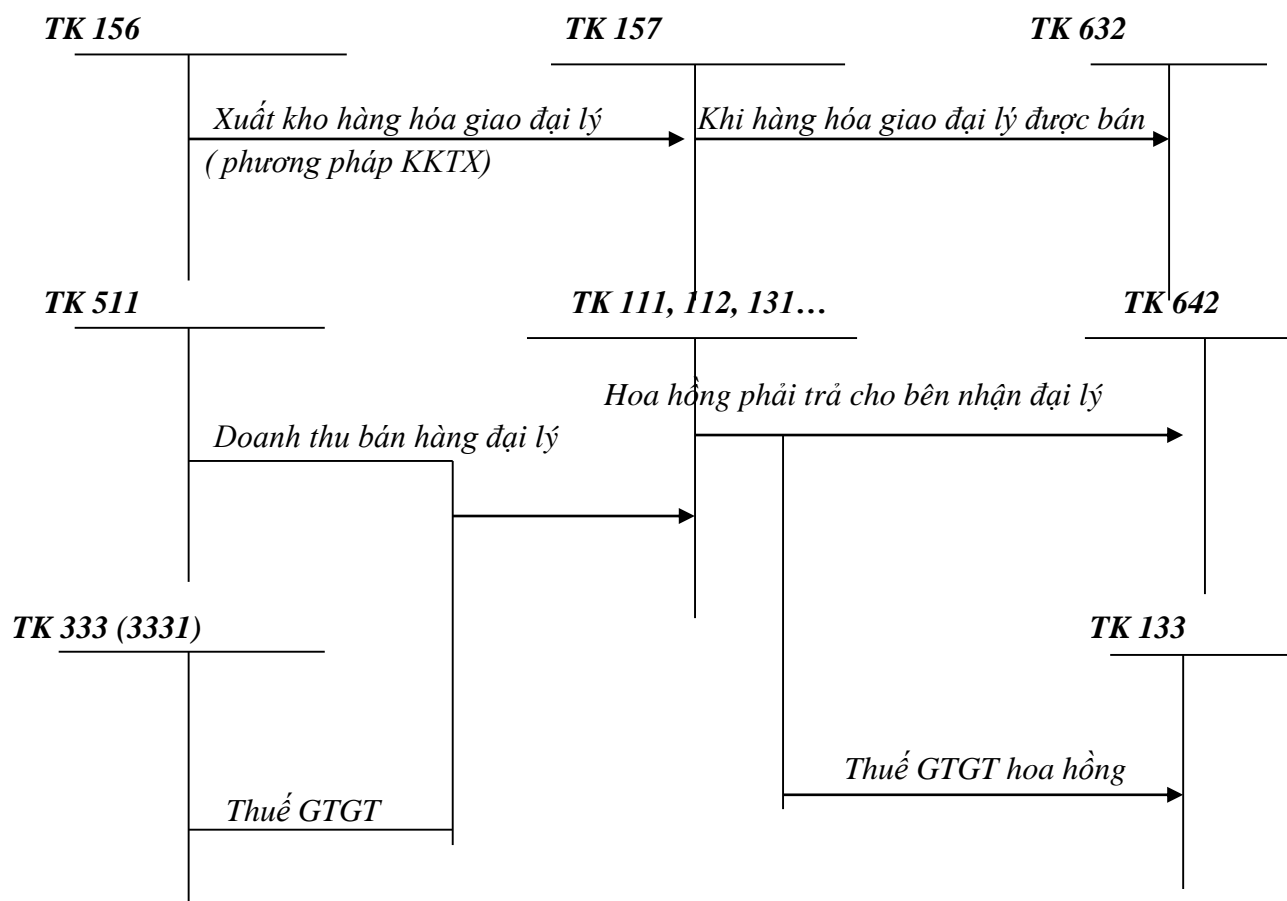 TK 156
TK 157
TK 632
Xuất kho hàng hóa giao đại lý
( phương pháp KKTX)
Khi hàng hóa giao đại lý được bán
TK 511
TK 111, 112, 131…
TK 642
Hoa hồng phải trả cho bên nhận đại lý
Doanh thu bán hàng đại lý
TK 333 (3331)
TK 133
Thuế GTGT hoa hồng
Thuế GTGT